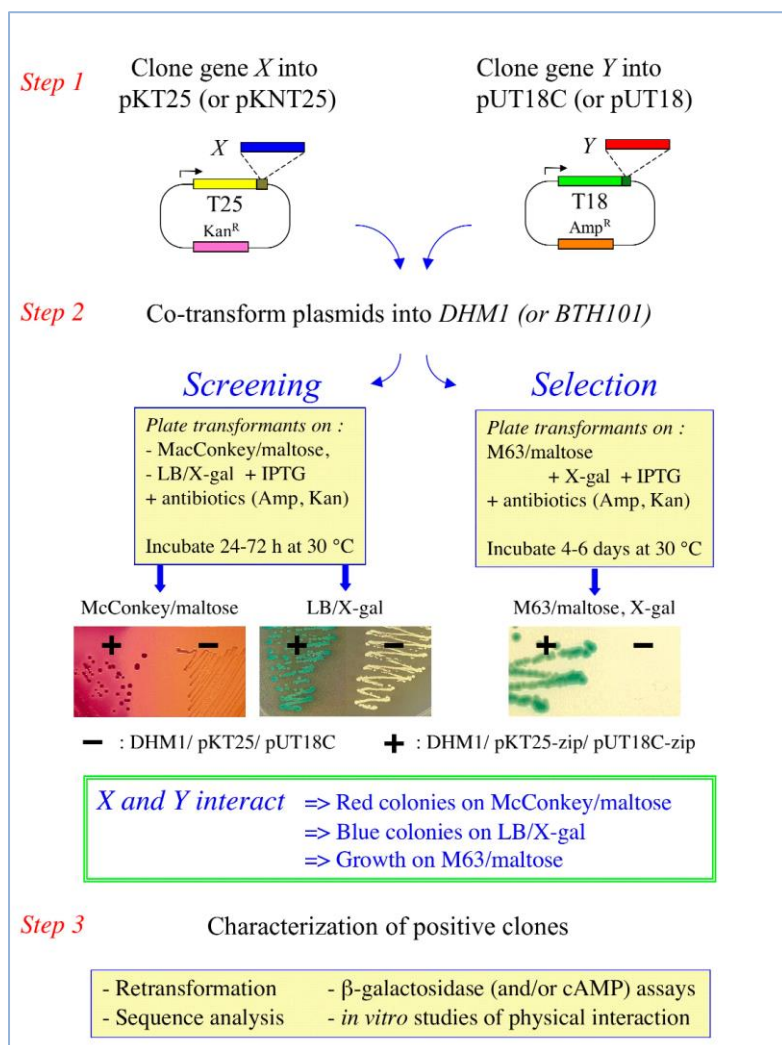 Step 1
Clone gene X into
pKT25 (or pKNT25)
Clone gene Y into
pUT18C (or pUT18)
X
T25
Kan^R
Y
T18
Amp^R
Step 2
Co-transform plasmids into DHM1 (or BTH101)
Screening
Plate transformants on :
- MacConkey/maltose,
- LB/X-gal + IPTG
+ antibiotics (Amp, Kan)
Incubate 24-72 h at 30 °C
Selection
Plate transformants on :
M63/maltose
+ X-gal + IPTG
+ antibiotics (Amp, Kan)
Incubate 4-6 days at 30 °C
McConkey/maltose
+ −
LB/X-gal
+ −
M63/maltose, X-gal
+ −
− : DHM1/ pKT25/ pUT18C
+ : DHM1/ pKT25-zip/ pUT18C-zip
X and Y interact => Red colonies on McConkey/maltose
=> Blue colonies on LB/X-gal
=> Growth on M63/maltose
Step 3
Characterization of positive clones
- Retransformation
- Sequence analysis
- β-galactosidase (and/or cAMP) assays
- in vitro studies of physical interaction